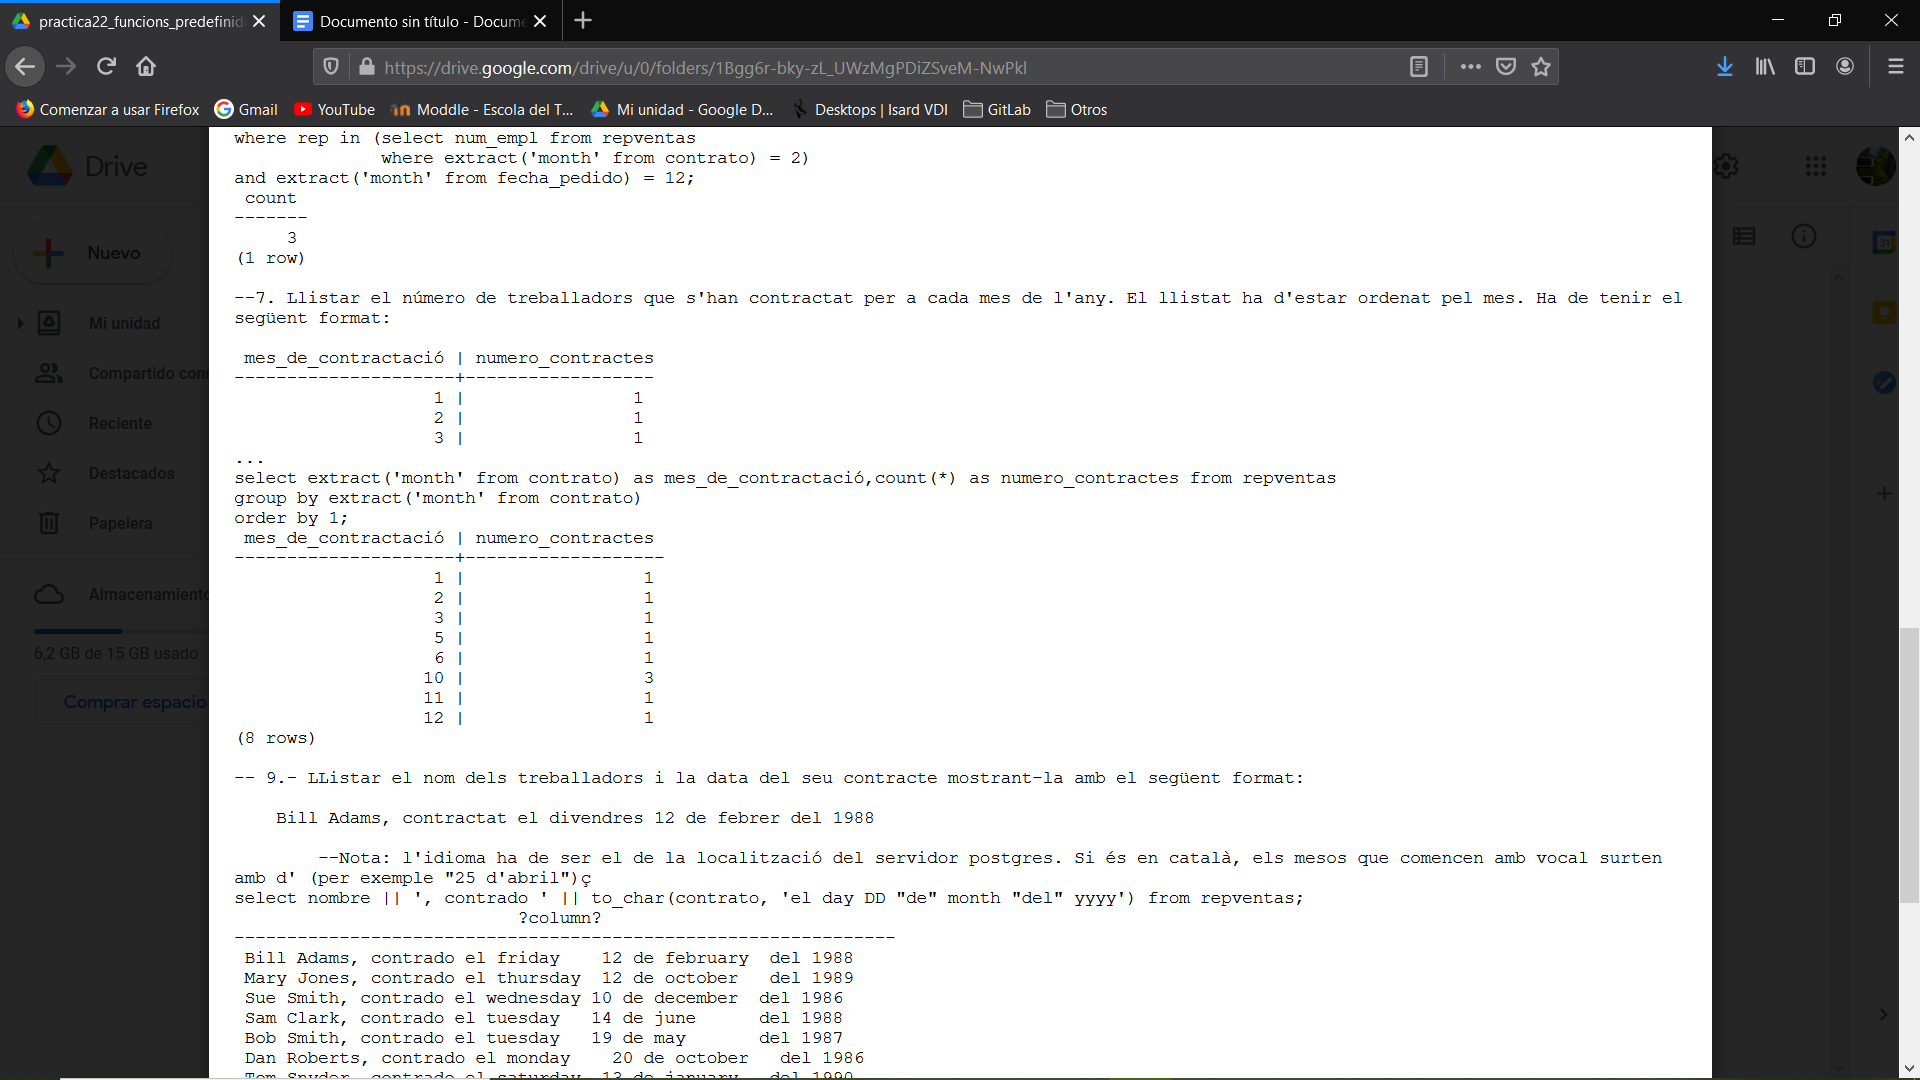 practica22_funcions_predefinid
Documento sin título - Docume
https://drive.google.com/drive/u/0/folders/1Bgg6r-bky-zL_UWzMgPDiZSveM-NwPkl
Comenzar a usar Firefox
Gmail
YouTube
Moddle - Escola del T...
Mi unidad - Google D...
Desktops | Isard VDI
GitLab
Otros
Drive
Nuevo
Mi unidad
Compartido con
Reciente
Destacados
Papelera
Almacenamiento
6,2 GB de 15 GB usado
Comprar espacio
31
where rep in (select num_empl from repventas
where extract('month' from contrato) = 2)
and extract('month' from fecha_pedido) = 12;
count
-------
3
(1 row)
--7. Llistar el número de treballadors que s'han contractat per a cada mes de l'any. El llistat ha d'estar ordenat pel mes. Ha de tenir el
següent format:
mes_de_contractació | numero_contractes
---------------------+------------------
1 | 1
2 | 1
3 | 1
...
select extract('month' from contrato) as mes_de_contractació,count(*) as numero_contractes from repventas
group by extract('month' from contrato)
order by 1;
mes_de_contractació | numero_contractes
---------------------+-------------------
1 | 1
2 | 1
3 | 1
5 | 1
6 | 1
10 | 3
11 | 1
12 | 1
(8 rows)
-- 9.- LListar el nom dels treballadors i la data del seu contracte mostrant-la amb el següent format:
Bill Adams, contractat el divendres 12 de febrer del 1988
--Nota: l'idioma ha de ser el de la localització del servidor postgres. Si és en català, els mesos que comencen amb vocal surten
amb d' (per exemple "25 d'abril")ç
select nombre || ', contrado ' || to_char(contrato, 'el day DD "de" month "del" yyyy') from repventas;
?column?
---------------------------------------------------------------
Bill Adams, contrado el friday    12 de february  del 1988
Mary Jones, contrado el thursday  12 de october   del 1989
Sue Smith, contrado el wednesday 10 de december  del 1986
Sam Clark, contrado el tuesday   14 de june      del 1988
Bob Smith, contrado el tuesday   19 de may       del 1987
Dan Roberts, contrado el monday    20 de october   del 1986
Tom Snyder, contrado el saturday  13 de january   del 1990